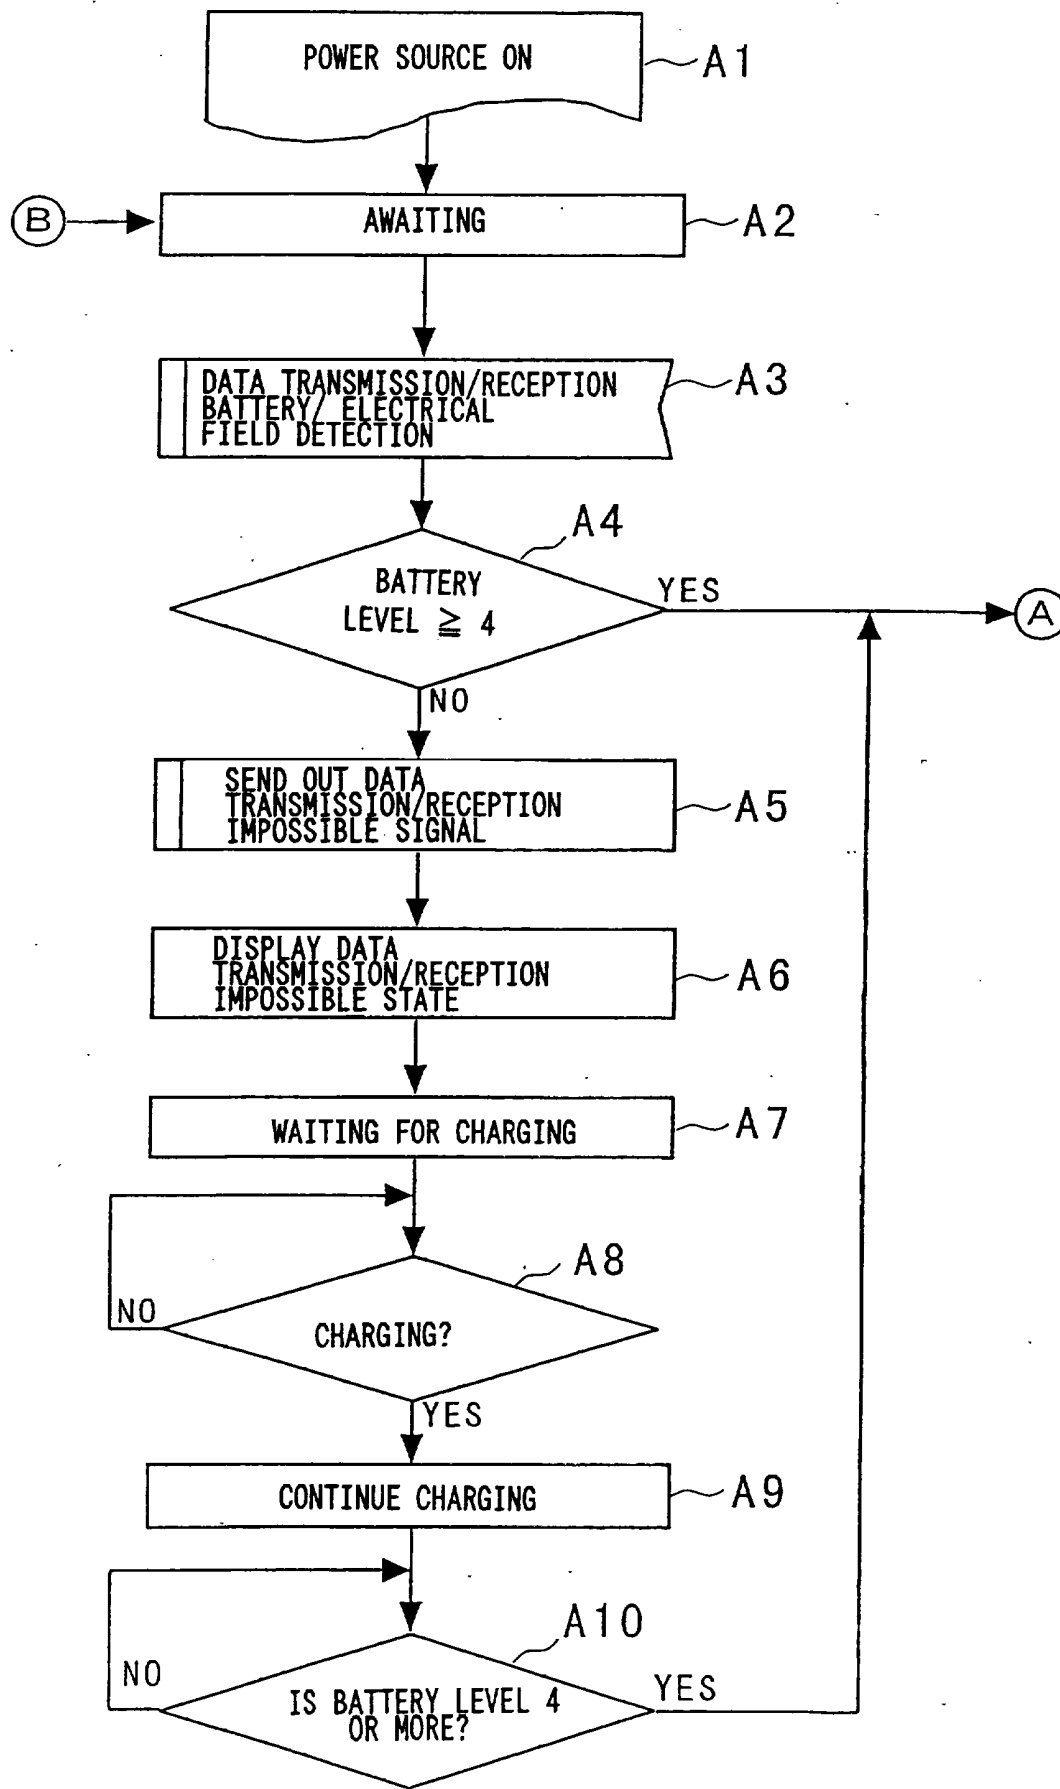 POWER SOURCE ON
A1
B
AWAITING
A2
DATA TRANSMISSION/RECEPTION
BATTERY/ ELECTRICAL
FIELD DETECTION
A3
A4
BATTERY
LEVEL ≧ 4
YES
A
NO
SEND OUT DATA
TRANSMISSION/RECEPTION
IMPOSSIBLE SIGNAL
A5
DISPLAY DATA
TRANSMISSION/RECEPTION
IMPOSSIBLE STATE
A6
WAITING FOR CHARGING
A7
A8
NO
CHARGING?
YES
CONTINUE CHARGING
A9
A10
NO
IS BATTERY LEVEL 4
OR MORE?
YES